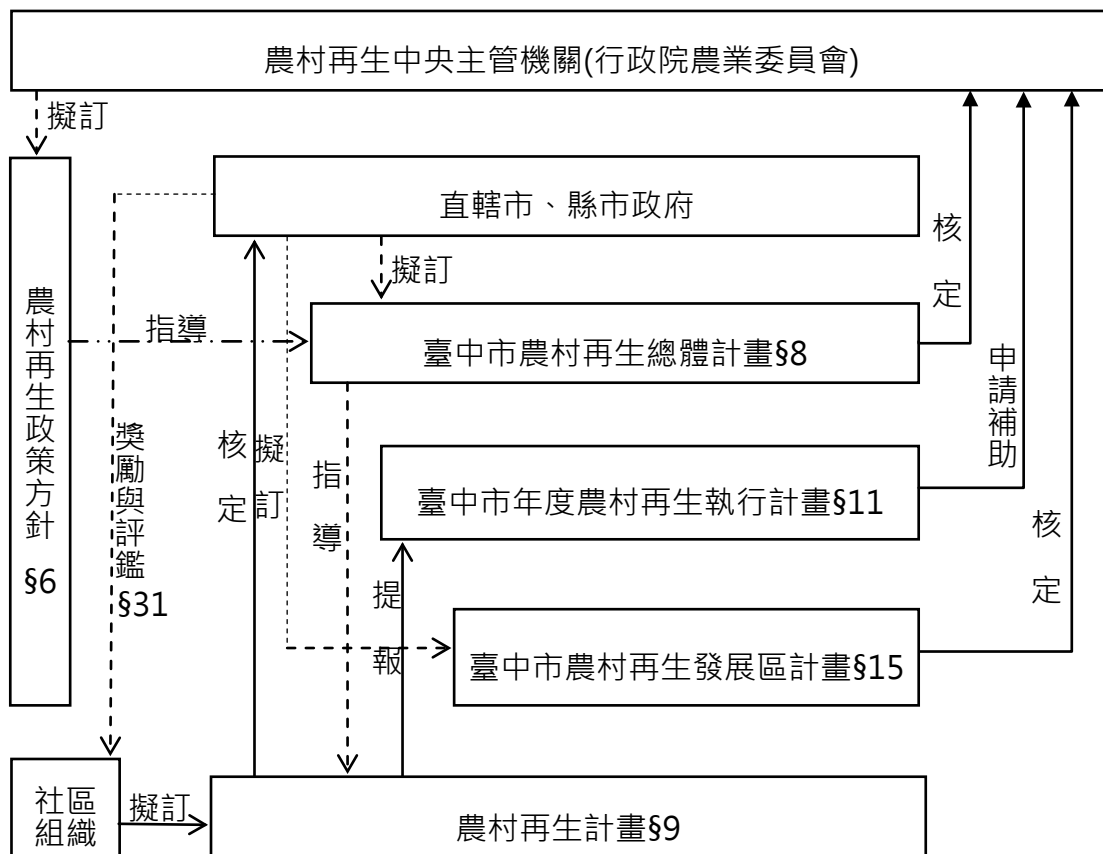 農村再生中央主管機關(行政院農業委員會)
擬訂
直轄市、縣市政府
擬訂
核定
農村再生政策方針
§6
指導
臺中市農村再生總體計畫§8
申請補助
獎勵與評鑑
§31
核定
擬訂
指導
臺中市年度農村再生執行計畫§11
核定
提報
臺中市農村再生發展區計畫§15
社區
組織
擬訂
農村再生計畫§9